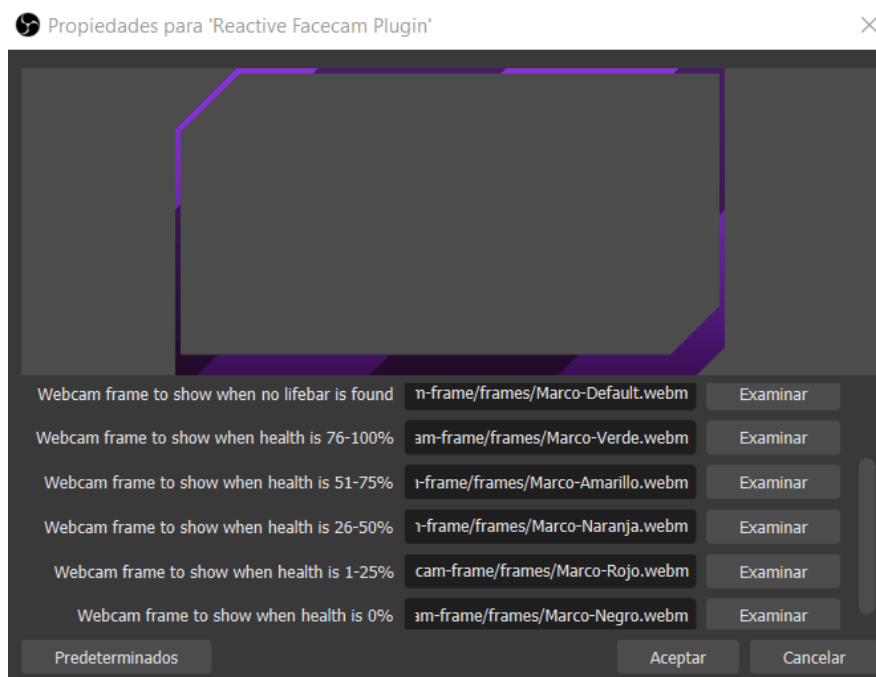 Propiedades para 'Reactive Facecam Plugin'
Webcam frame to show when no lifebar is found m-frame/frames/Marco-Default.webm Examinar
Webcam frame to show when health is 76-100% am-frame/frames/Marco-Verde.webm Examinar
Webcam frame to show when health is 51-75% -frame/frames/Marco-Amarillo.webm Examinar
Webcam frame to show when health is 26-50% -frame/frames/Marco-Naranja.webm Examinar
Webcam frame to show when health is 1-25% cam-frame/frames/Marco-Rojo.webm Examinar
Webcam frame to show when health is 0% am-frame/frames/Marco-Negro.webm Examinar
Predeterminados Aceptar Cancelar